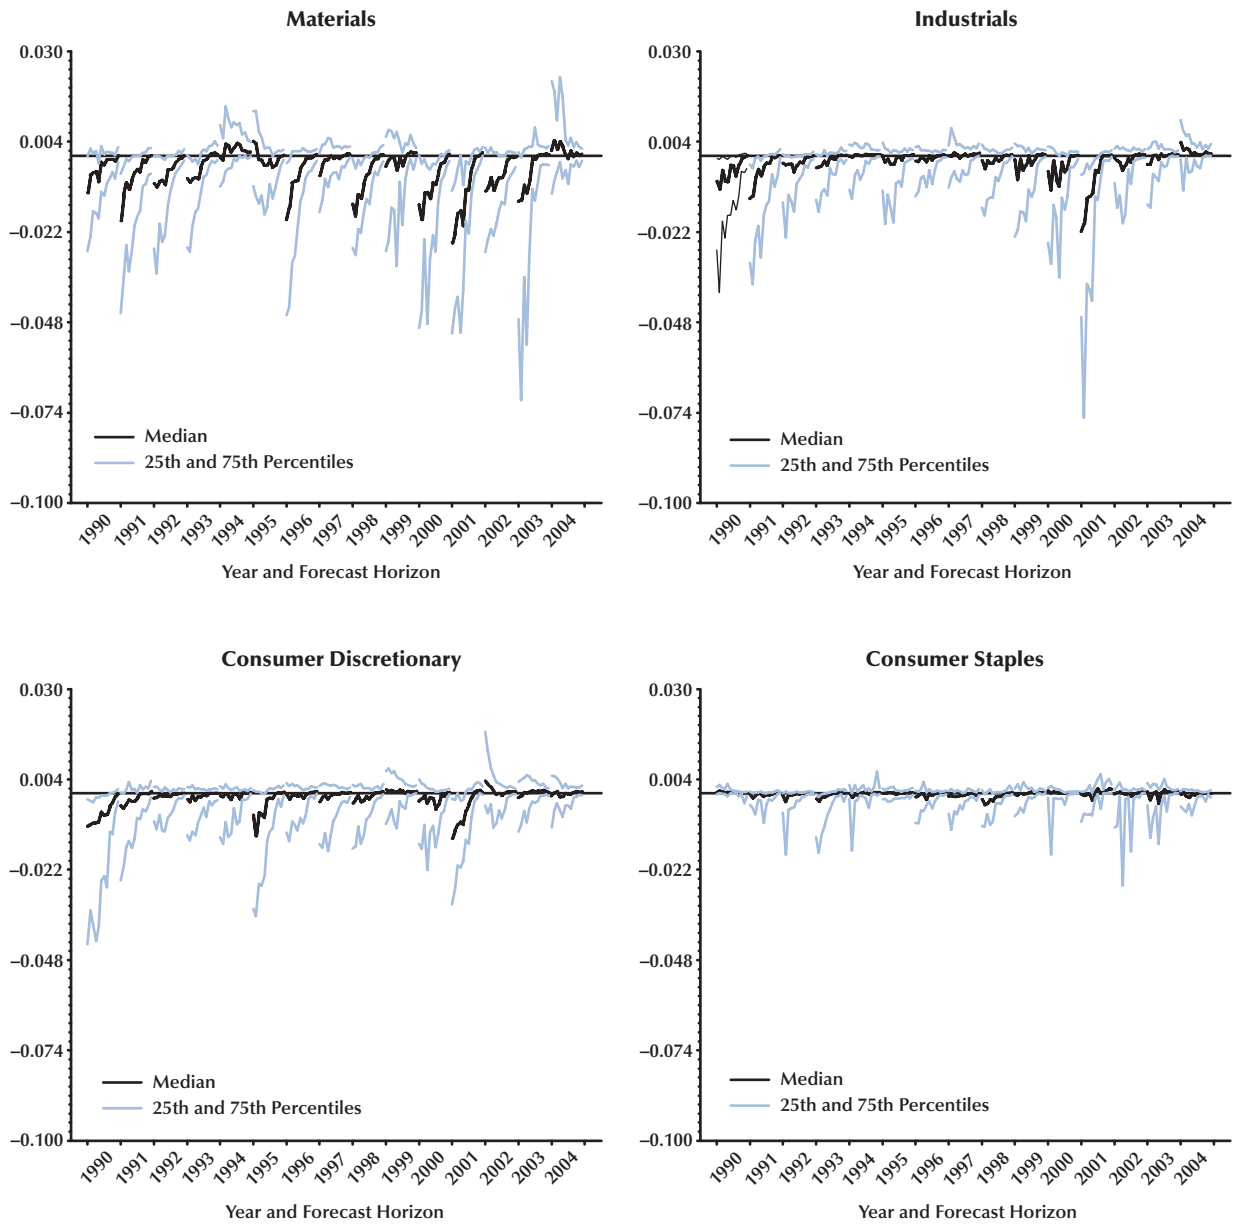 Materials
0.030
0.004
–0.022
–0.048
–0.074
–0.100
Median
25th and 75th Percentiles
1990 1991 1992 1993 1994 1995 1996 1997 1998 1999 2000 2001 2002 2003 2004
Year and Forecast Horizon
Industrials
0.030
0.004
–0.022
–0.048
–0.074
–0.100
Median
25th and 75th Percentiles
1990 1991 1992 1993 1994 1995 1996 1997 1998 1999 2000 2001 2002 2003 2004
Year and Forecast Horizon
Consumer Discretionary
0.030
0.004
–0.022
–0.048
–0.074
–0.100
Median
25th and 75th Percentiles
1990 1991 1992 1993 1994 1995 1996 1997 1998 1999 2000 2001 2002 2003 2004
Year and Forecast Horizon
Consumer Staples
0.030
0.004
–0.022
–0.048
–0.074
–0.100
Median
25th and 75th Percentiles
1990 1991 1992 1993 1994 1995 1996 1997 1998 1999 2000 2001 2002 2003 2004
Year and Forecast Horizon